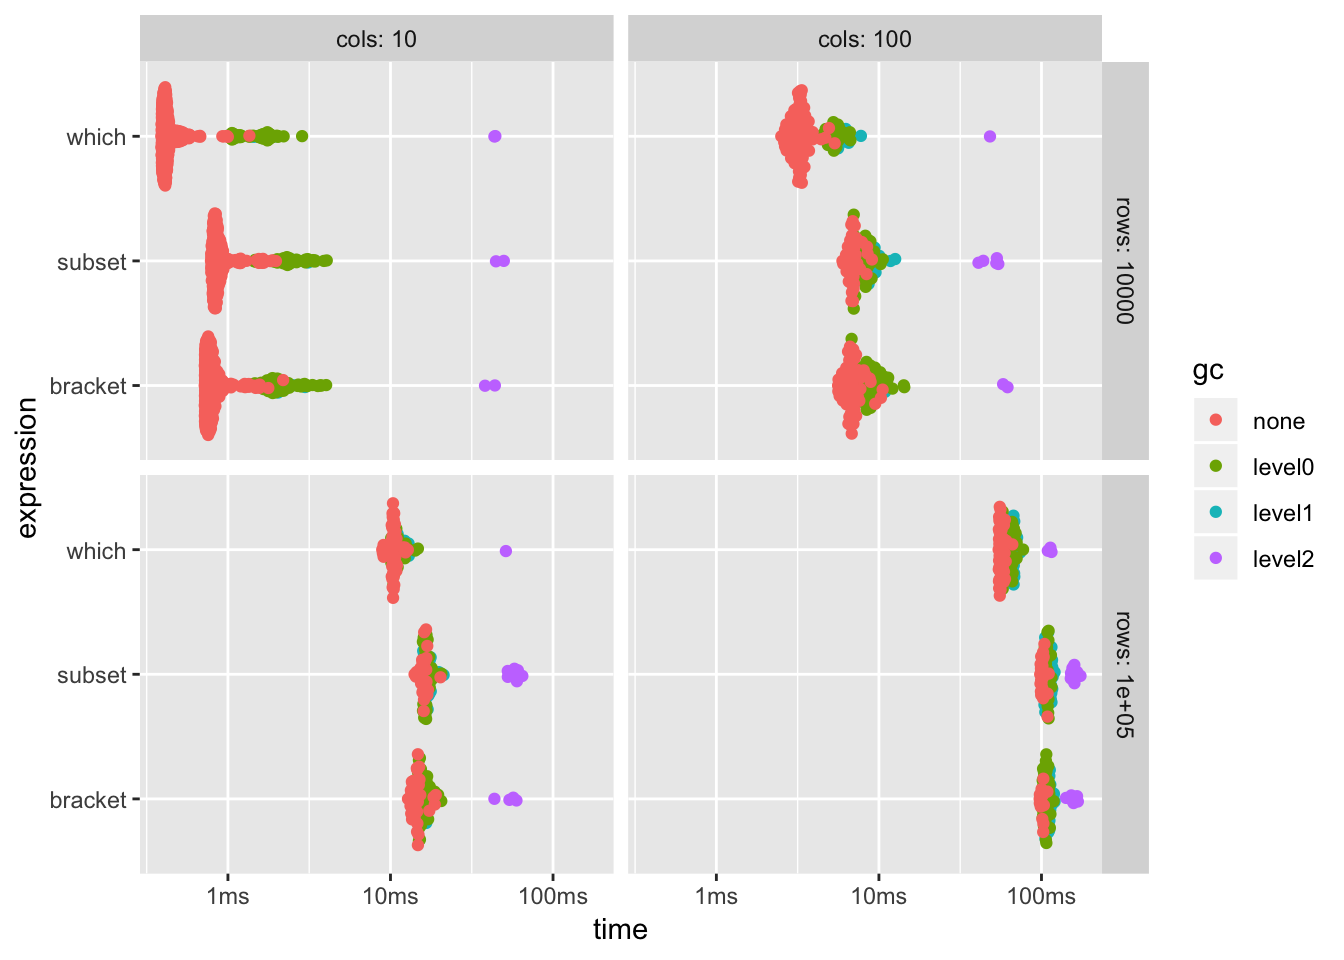 cols: 10
cols: 100
which
subset
bracket
rows: 10000
which
subset
bracket
rows: 1e+05
expression
1ms
10ms
100ms
1ms
10ms
100ms
time
gc
none
level0
level1
level2